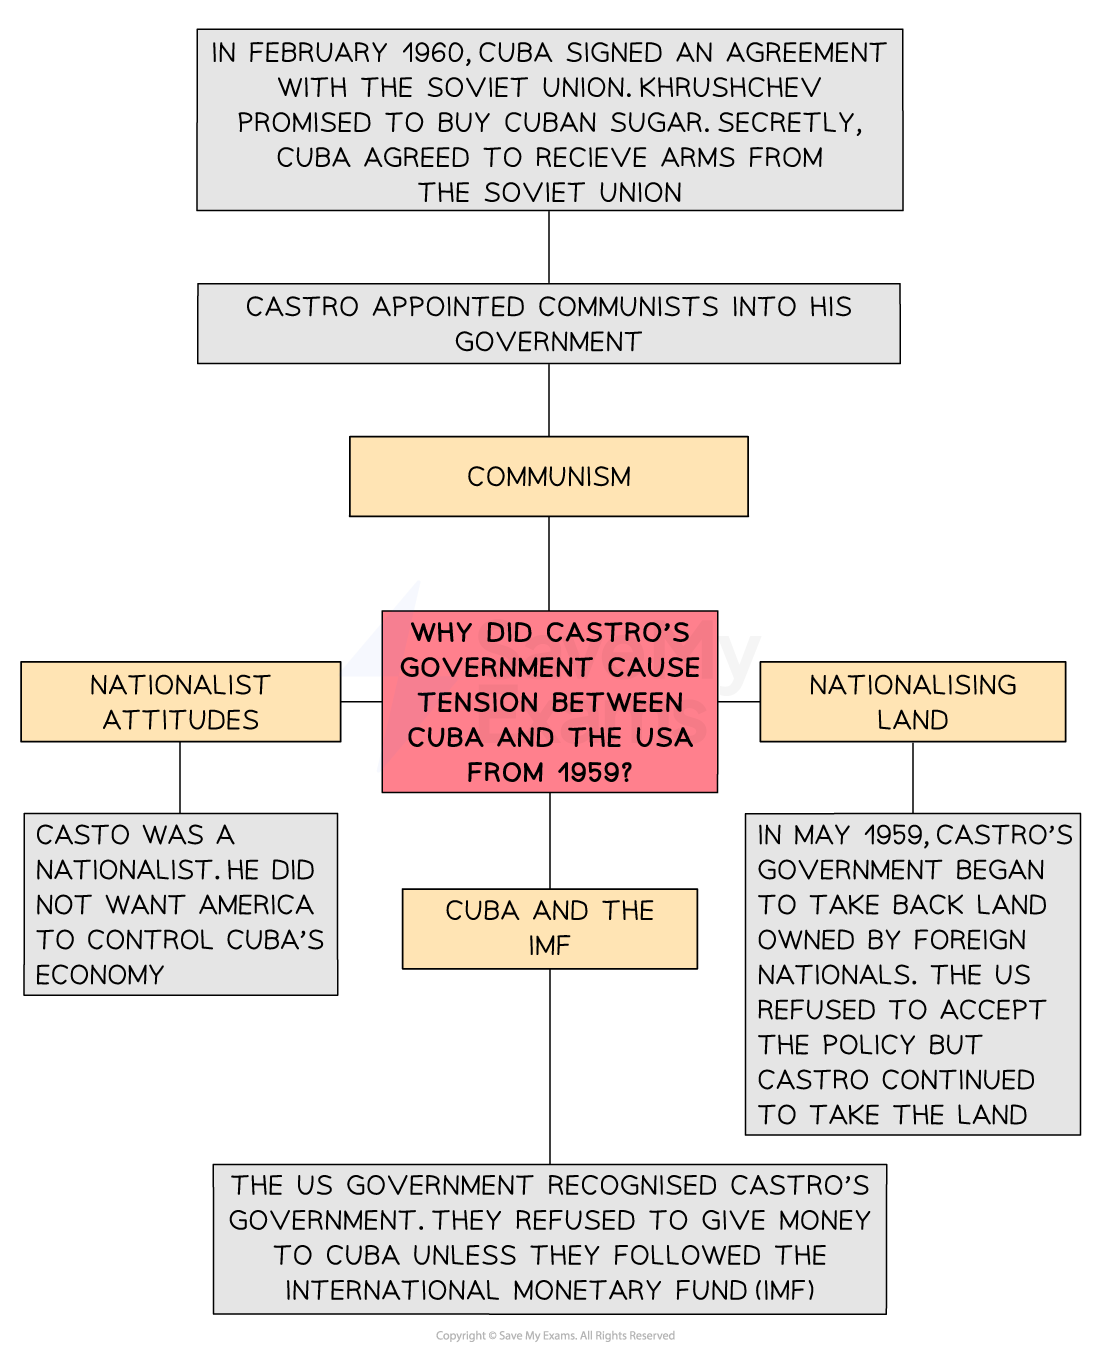 IN FEBRUARY 1960, CUBA SIGNED AN AGREEMENT
WITH THE SOVIET UNION. KHRUSHCHEV
PROMISED TO BUY CUBAN SUGAR. SECRETLY,
CUBA AGREED TO RECIEVE ARMS FROM
THE SOVIET UNION
CASTRO APPOINTED COMMUNISTS INTO HIS
GOVERNMENT
COMMUNISM
WHY DID CASTRO'S
GOVERNMENT CAUSE
TENSION BETWEEN
CUBA AND THE USA
FROM 1959?
Save My
Exams
NATIONALIST
ATTITUDES
CASTO WAS A
NATIONALIST. HE DID
NOT WANT AMERICA
TO CONTROL CUBA'S
ECONOMY
NATIONALISING
LAND
IN MAY 1959, CASTRO'S
GOVERNMENT BEGAN
TO TAKE BACK LAND
OWNED BY FOREIGN
NATIONALS. THE US
REFUSED TO ACCEPT
THE POLICY BUT
CASTRO CONTINUED
TO TAKE THE LAND
CUBA AND THE
IMF
THE US GOVERNMENT RECOGNISED CASTRO'S
GOVERNMENT. THEY REFUSED TO GIVE MONEY
TO CUBA UNLESS THEY FOLLOWED THE
INTERNATIONAL MONETARY FUND (IMF)
Copyright © Save My Exams. All Rights Reserved